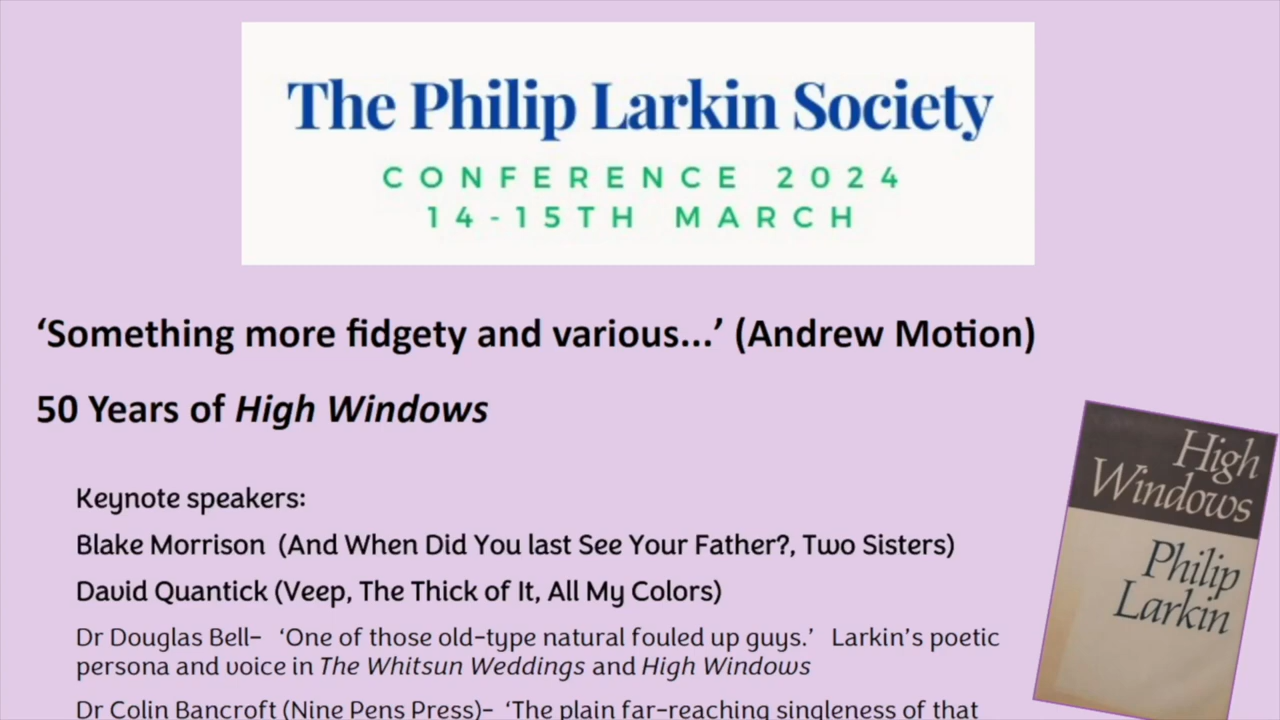 The Philip Larkin Society
CONFERENCE 2024
14-15TH MARCH
‘Something more fidgety and various...’ (Andrew Motion)
50 Years of High Windows
High
Windows
Philip
Larkin
Keynote speakers:
Blake Morrison (And When Did You last See Your Father?, Two Sisters)
David Quantick (Veep, The Thick of It, All My Colors)
Dr Douglas Bell– ‘One of those old-type natural fouled up guys.’ Larkin’s poetic
persona and voice in The Whitsun Weddings and High Windows
Dr Colin Bancroft (Nine Pens Press)– ‘The plain far-reaching singleness of that